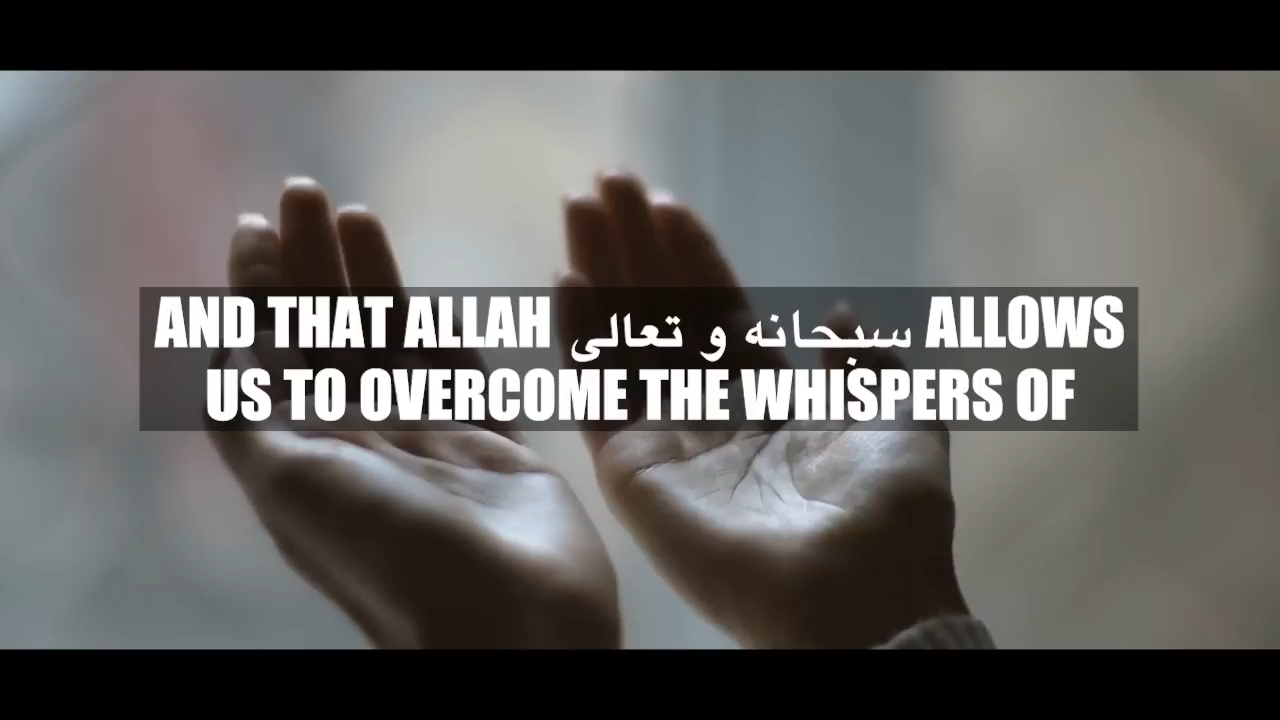 AND THAT ALLAH سبحانه و تعالى ALLOWS
US TO OVERCOME THE WHISPERS OF